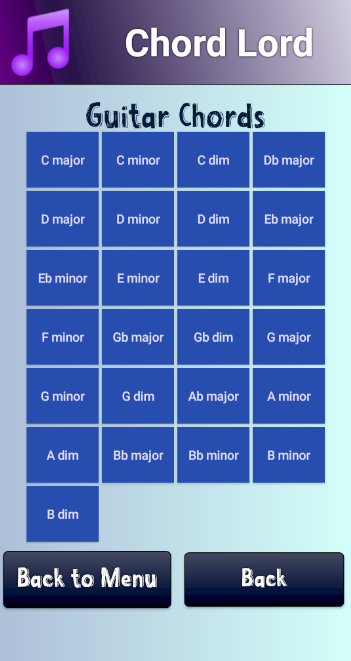 Chord Lord
Guitar Chords
C major C minor C dim Db major
D major D minor D dim Eb major
Eb minor E minor E dim F major
F minor Gb major Gb dim G major
G minor G dim Ab major A minor
A dim Bb major Bb minor B minor
B dim
Back to Menu Back